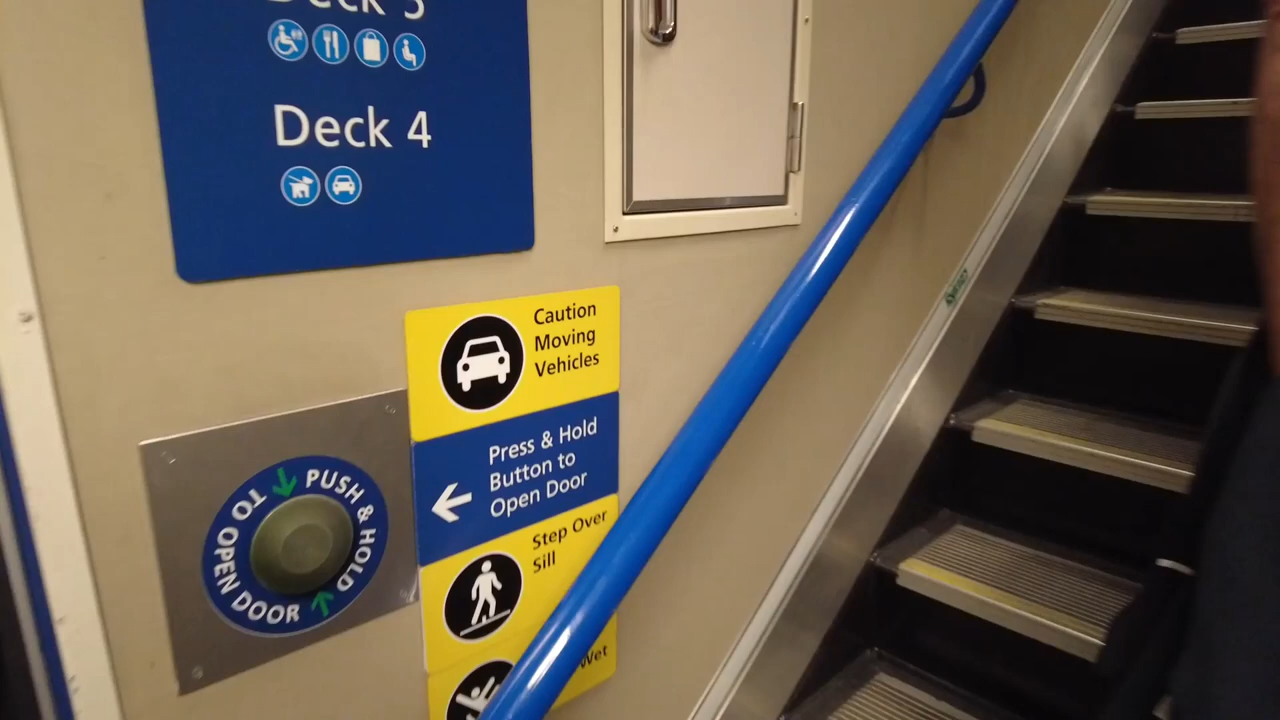 Deck 4
Caution
Moving
Vehicles
Press & Hold
Button to
Open Door
PUSH & HOLD
TO OPEN DOOR
Step Over
Sill
Wet